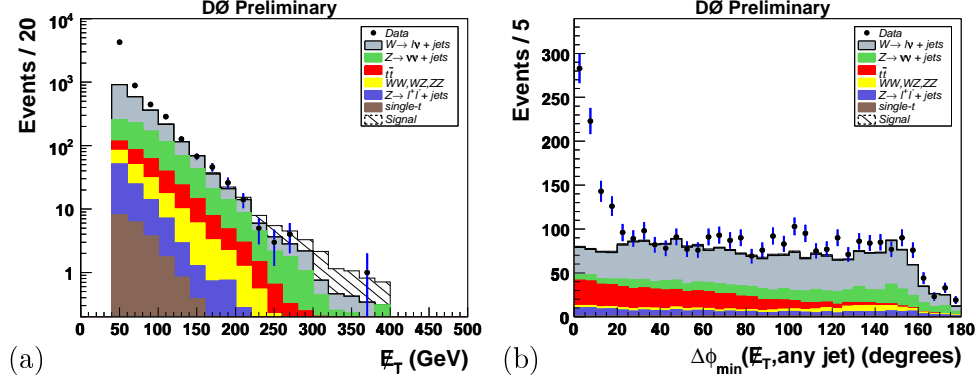 DØ Preliminary
Events / 20
10⁴
10³
10²
10
1
Data
W→ lν + jets
Z→ νν + jets
tt̄
WW,WZ,ZZ
Z→ l⁺l⁻ + jets
single-t
Signal
0 50 100 150 200 250 300 350 400 450 500
(a)
E̸_T (GeV)
DØ Preliminary
Events / 5
300
250
200
150
100
50
0
Data
W→ lν + jets
Z→ νν + jets
tt̄
WW,WZ,ZZ
Z→ l⁺l⁻ + jets
single-t
Signal
0 20 40 60 80 100 120 140 160 180
(b)
Δϕ_min(E̸_T,any jet) (degrees)